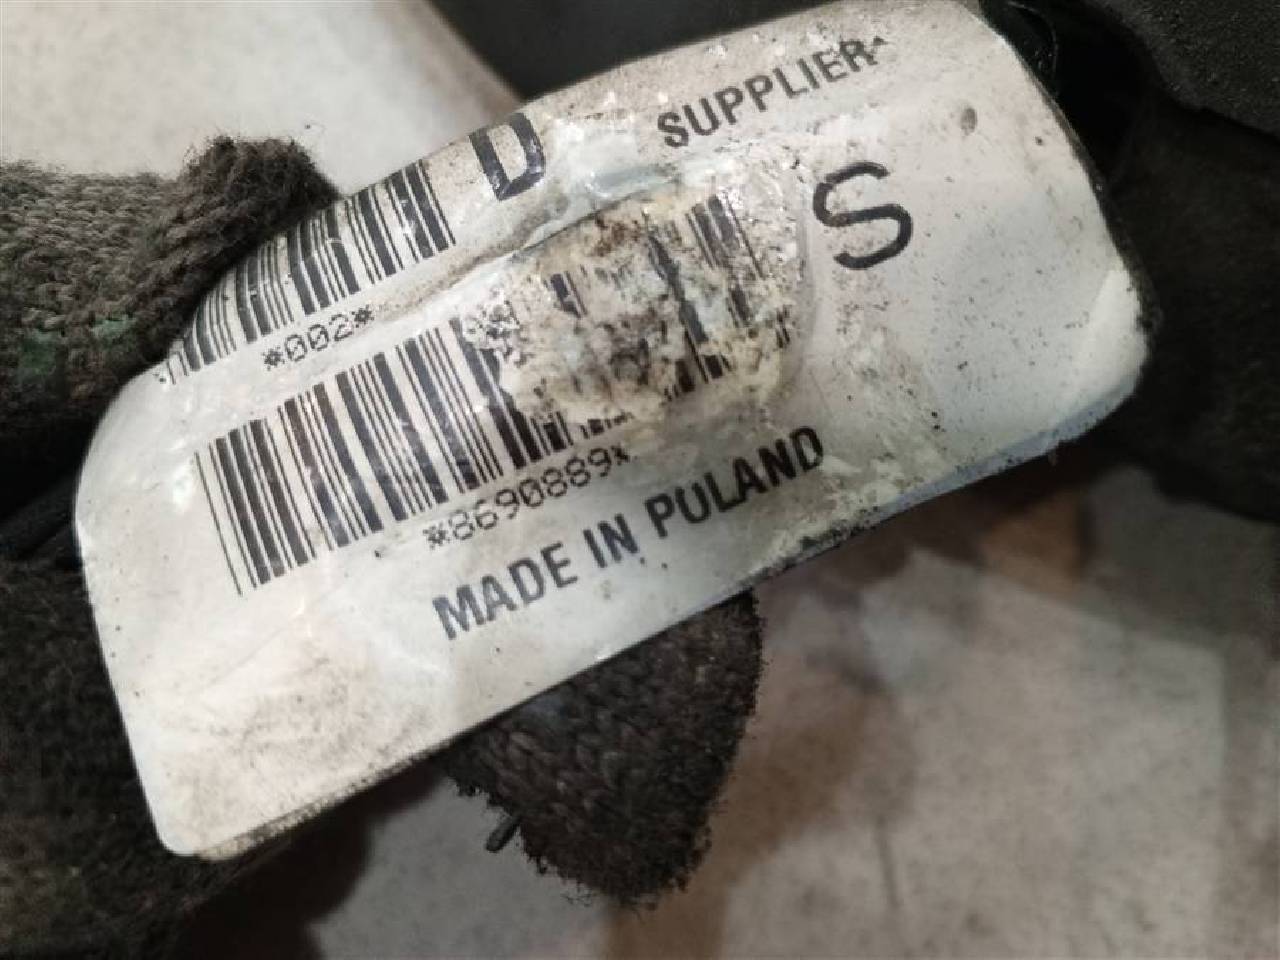 SUPPLIER
D
S
*002*
*8690889*
MADE IN POLAND